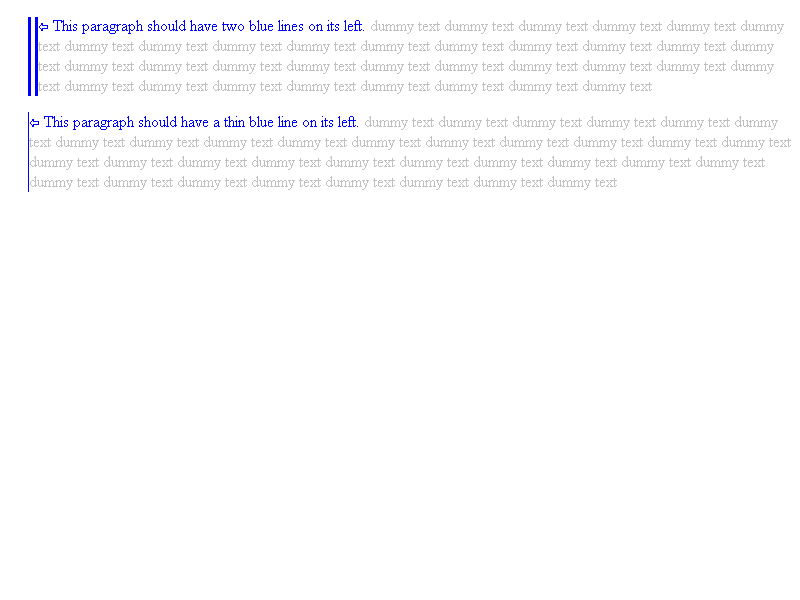 ⇦ This paragraph should have two blue lines on its left. dummy text dummy text dummy text dummy text dummy text dummy
text dummy text dummy text dummy text dummy text dummy text dummy text dummy text dummy text dummy text dummy
text dummy text dummy text dummy text dummy text dummy text dummy text dummy text dummy text dummy text dummy
text dummy text dummy text dummy text dummy text dummy text dummy text dummy text dummy text
⇦ This paragraph should have a thin blue line on its left. dummy text dummy text dummy text dummy text dummy text dummy
text dummy text dummy text dummy text dummy text dummy text dummy text dummy text dummy text dummy text dummy text
dummy text dummy text dummy text dummy text dummy text dummy text dummy text dummy text dummy text dummy text
dummy text dummy text dummy text dummy text dummy text dummy text dummy text dummy text